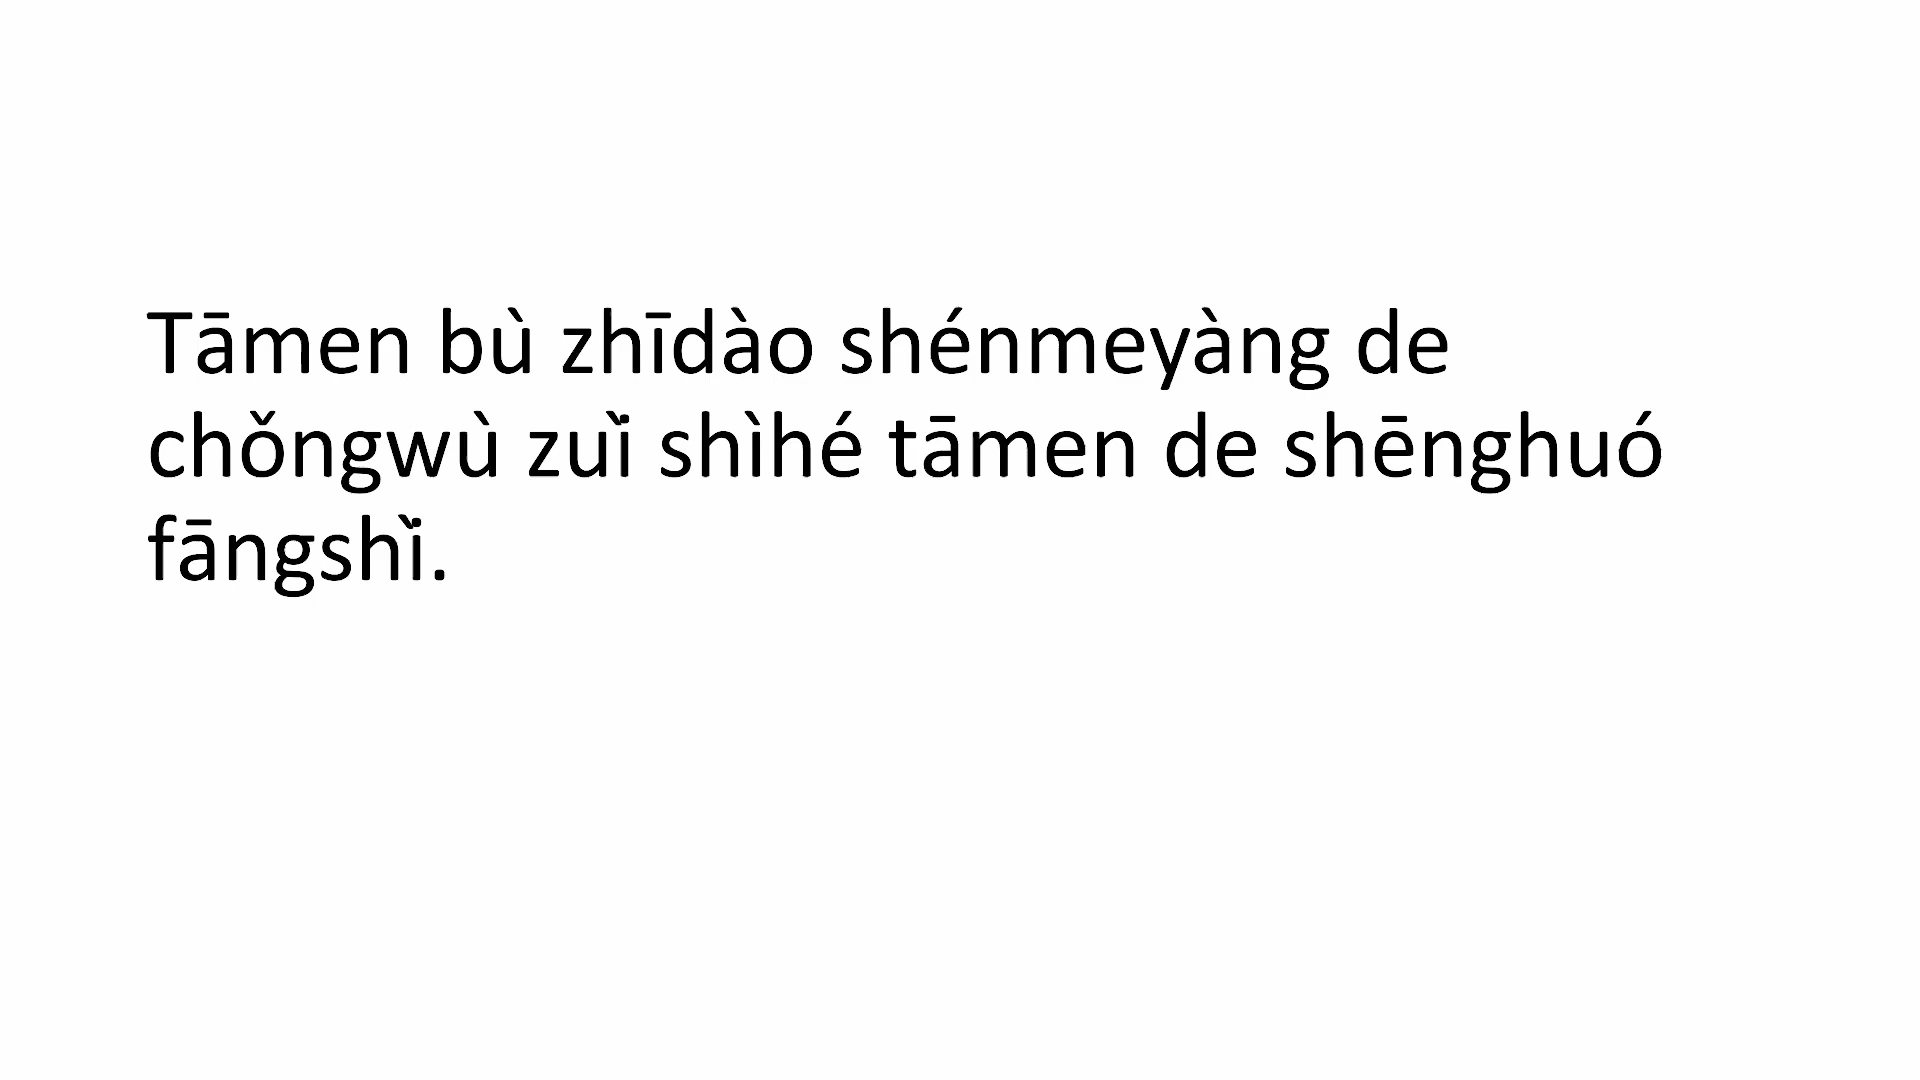 Tāmen bù zhīdào shénmeyàng de
chǒngwù zuì shìhé tāmen de shēnghuó
fāngshì.